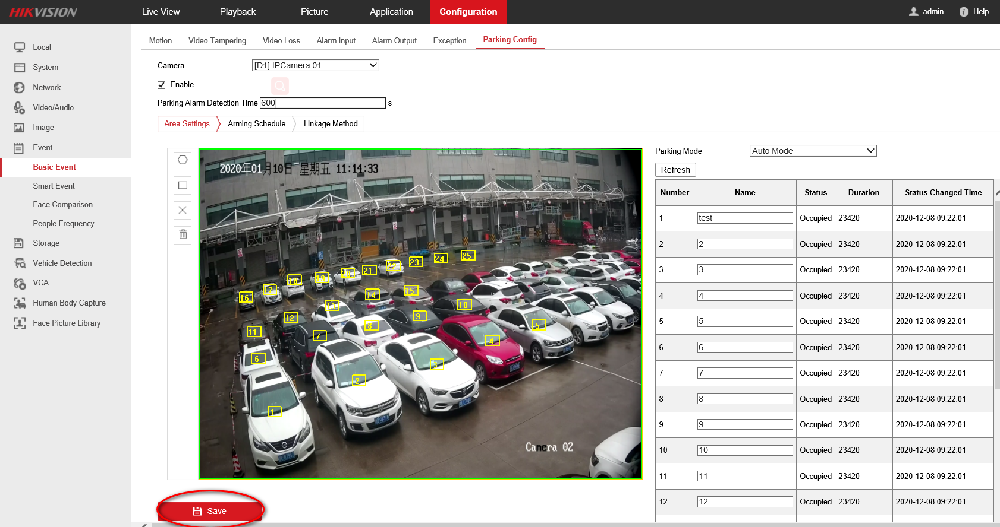 HIKVISION
Live View Playback Picture Application Configuration admin Help
Local
System
Network
Video/Audio
Image
Event
Basic Event
Smart Event
Face Comparison
People Frequency
Storage
Vehicle Detection
VCA
Human Body Capture
Face Picture Library
Motion Video Tampering Video Loss Alarm Input Alarm Output Exception Parking Config
Camera [D1] IPCamera 01
Enable
Parking Alarm Detection Time 600 s
Area Settings Arming Schedule Linkage Method
2020年01月10日 星期五 11:14:33
25
24
23
22
21
20
19
18
17
16
15
14
13
12
11
10
9
8
7
6
5
4
3
2
1
Camera 02
Save
Parking Mode Auto Mode
Refresh
Number Name Status Duration Status Changed Time
1 test Occupied 23420 2020-12-08 09:22:01
2 2 Occupied 23420 2020-12-08 09:22:01
3 3 Occupied 23420 2020-12-08 09:22:01
4 4 Occupied 23420 2020-12-08 09:22:01
5 5 Occupied 23420 2020-12-08 09:22:01
6 6 Occupied 23420 2020-12-08 09:22:01
7 7 Occupied 23420 2020-12-08 09:22:01
8 8 Occupied 23420 2020-12-08 09:22:01
9 9 Occupied 23420 2020-12-08 09:22:01
10 10 Occupied 23420 2020-12-08 09:22:01
11 11 Occupied 23420 2020-12-08 09:22:01
12 12 Occupied 23420 2020-12-08 09:22:01